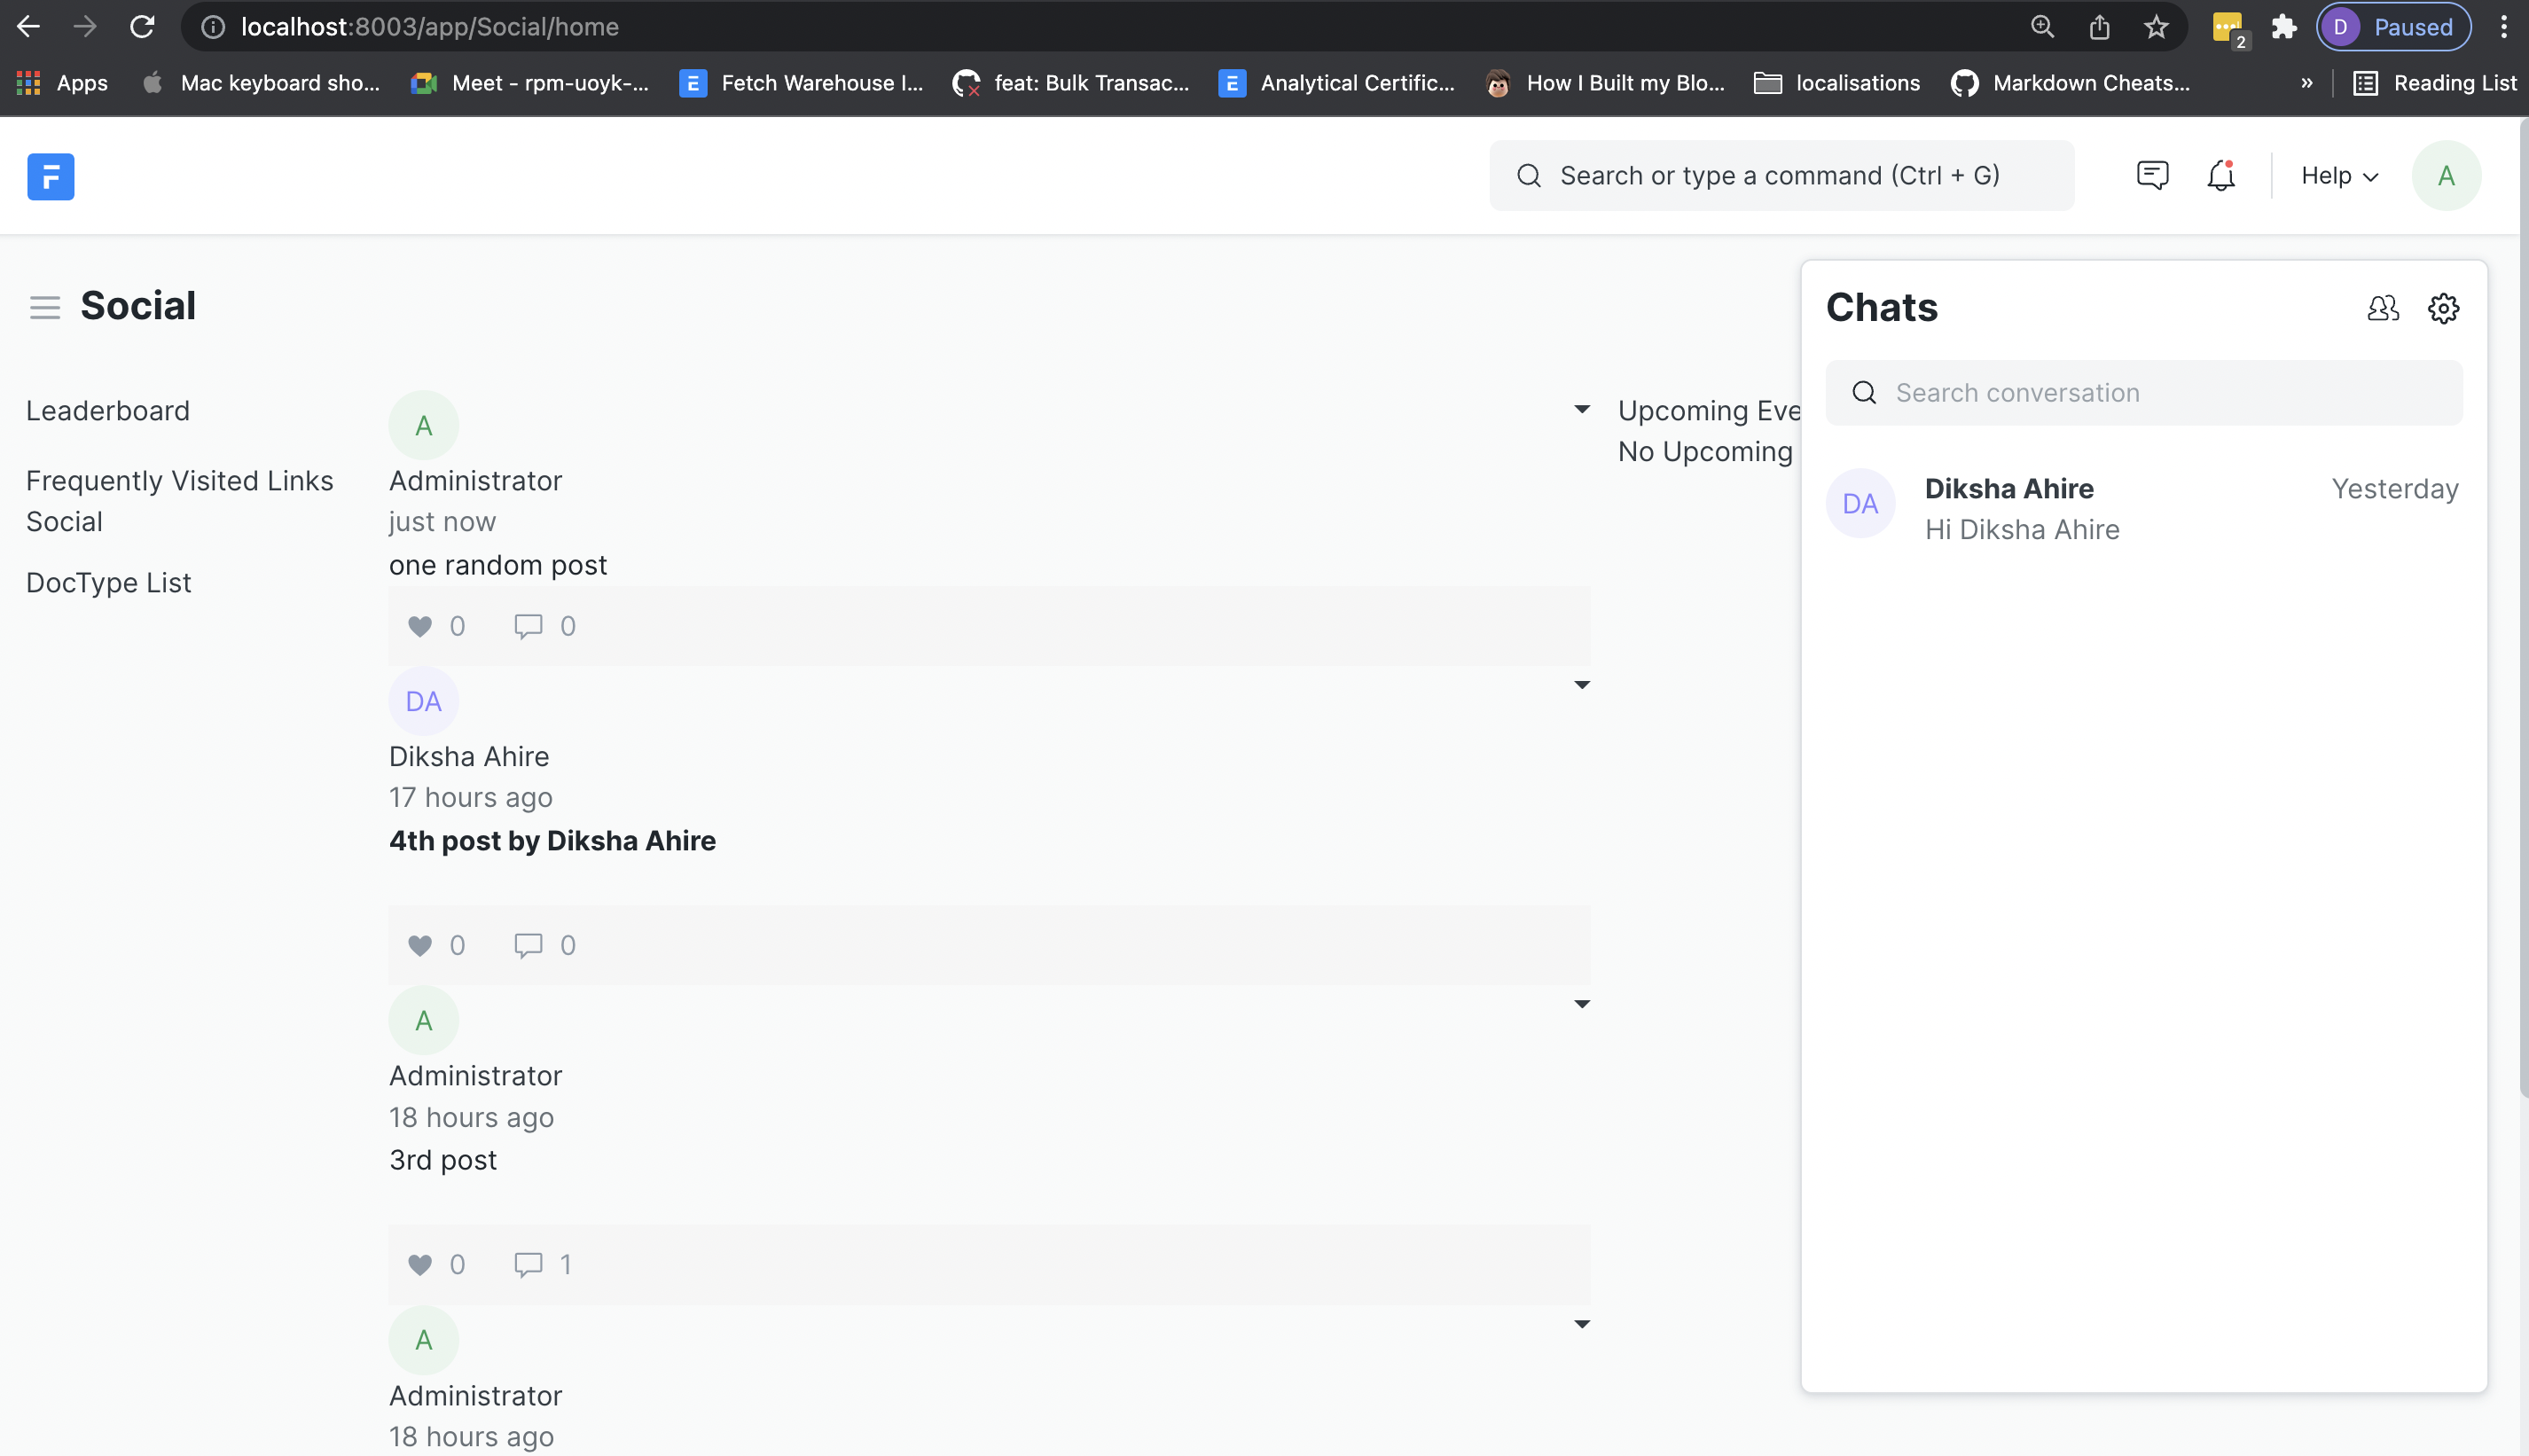 localhost:8003/app/Social/home
2
D Paused
Apps
Mac keyboard sho...
Meet - rpm-uoyk-...
E Fetch Warehouse I...
feat: Bulk Transac...
E Analytical Certific...
How I Built my Blo...
localisations
Markdown Cheats...
»
Reading List
F
Search or type a command (Ctrl + G)
Help
A
Social
Leaderboard
Frequently Visited Links
Social
DocType List
A
Administrator
just now
one random post
0 0
DA
Diksha Ahire
17 hours ago
4th post by Diksha Ahire
0 0
A
Administrator
18 hours ago
3rd post
0 1
A
Administrator
18 hours ago
Upcoming Eve
No Upcoming
Chats
Search conversation
DA
Diksha Ahire Yesterday
Hi Diksha Ahire